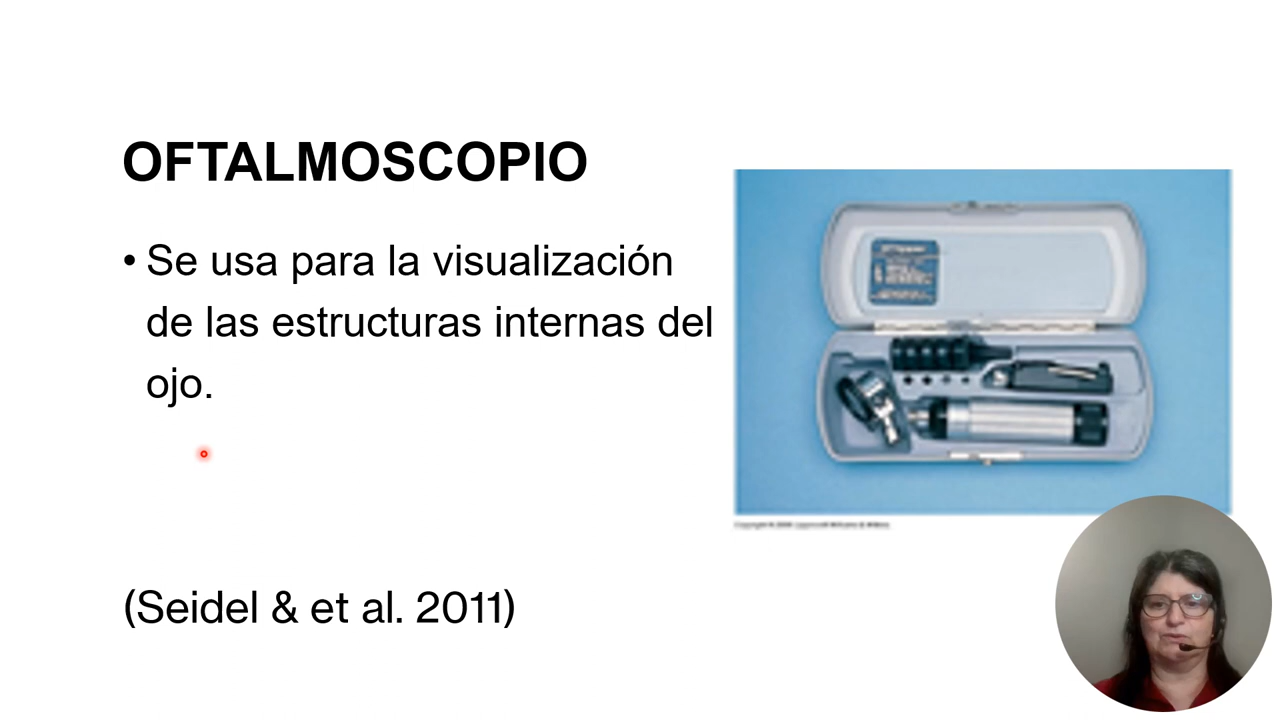 OFTALMOSCOPIO
• Se usa para la visualización
de las estructuras internas del
ojo.
(Seidel & et al. 2011)